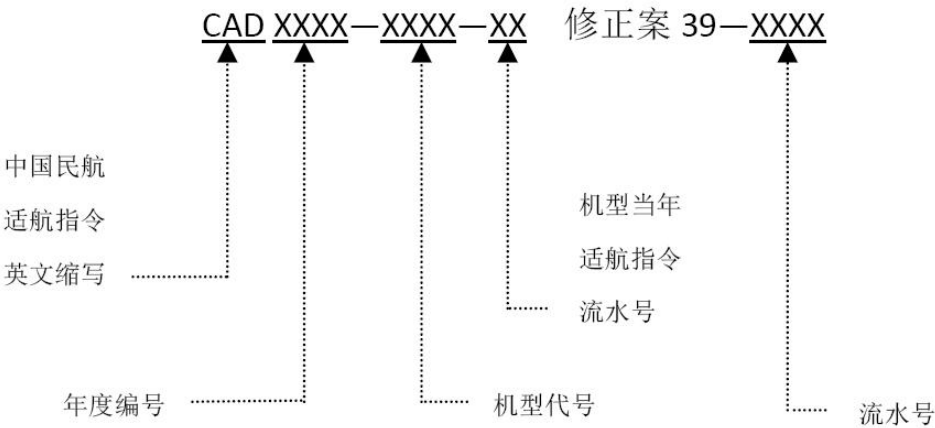 CAD XXXX—XXXX—XX 修正案 39—XXXX
中国民航
适航指令
英文缩写
机型当年
适航指令
流水号
年度编号
机型代号
流水号